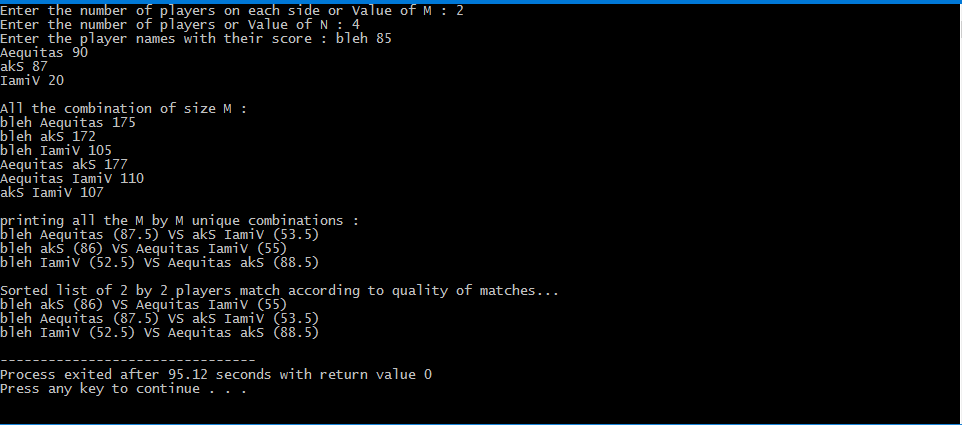 Enter the number of players on each side or Value of M : 2
Enter the number of players or Value of N : 4
Enter the player names with their score : bleh 85
Aequitas 90
akS 87
IamiV 20
All the combination of size M :
bleh Aequitas 175
bleh akS 172
bleh IamiV 105
Aequitas akS 177
Aequitas IamiV 110
akS IamiV 107
printing all the M by M unique combinations :
bleh Aequitas (87.5) VS akS IamiV (53.5)
bleh akS (86) VS Aequitas IamiV (55)
bleh IamiV (52.5) VS Aequitas akS (88.5)
Sorted list of 2 by 2 players match according to quality of matches...
bleh akS (86) VS Aequitas IamiV (55)
bleh Aequitas (87.5) VS akS IamiV (53.5)
bleh IamiV (52.5) VS Aequitas akS (88.5)
--------------------------------
Process exited after 95.12 seconds with return value 0
Press any key to continue . . .